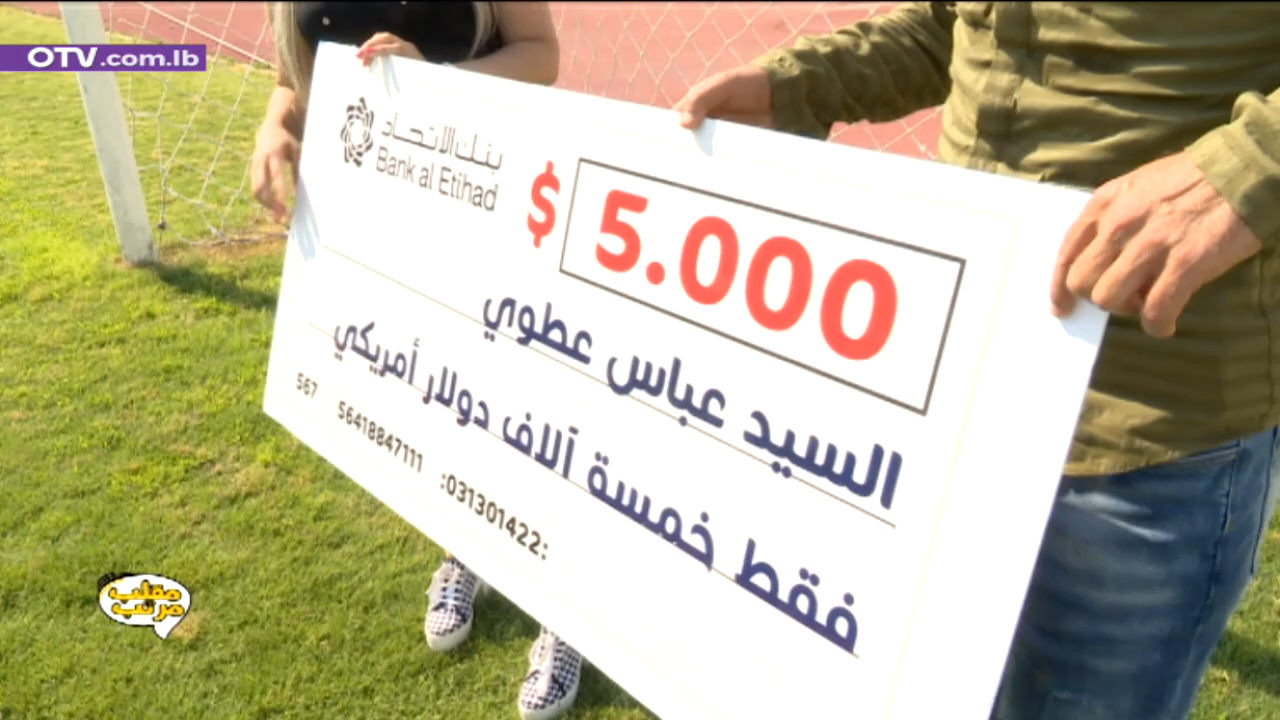 OTV.com.lb
بنك الاتحاد
Bank al Etihad
$ 5.000
السيد عباس عطوي
فقط خمسة آلاف دولار أمريكي
567 56418847111 :031301422:
مقلب
مرتب